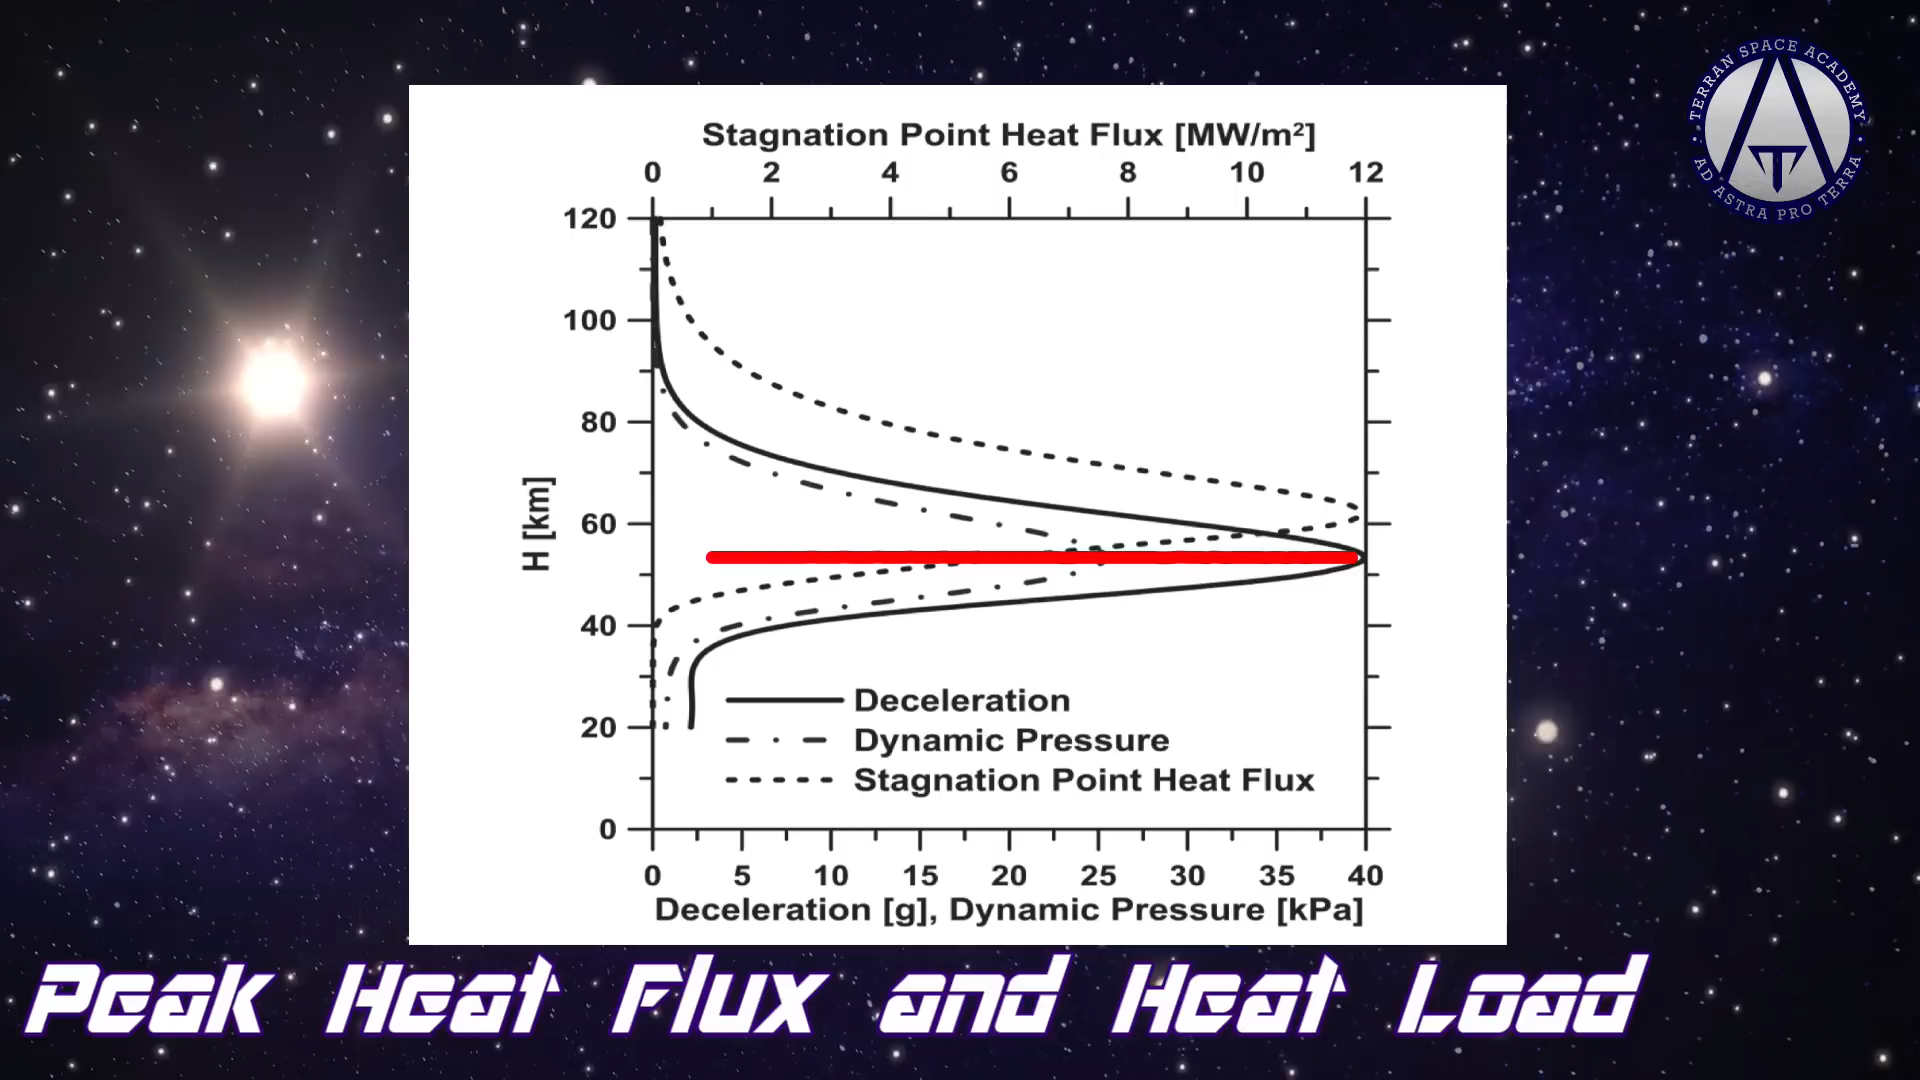 TERRAN SPACE ACADEMY
AD ASTRA PRO TERRA
Stagnation Point Heat Flux [MW/m²]
0 2 4 6 8 10 12
120
100
80
60
40
20
0
H [km]
Deceleration
Dynamic Pressure
Stagnation Point Heat Flux
0 5 10 15 20 25 30 35 40
Deceleration [g], Dynamic Pressure [kPa]
Peak Heat Flux and Heat Load